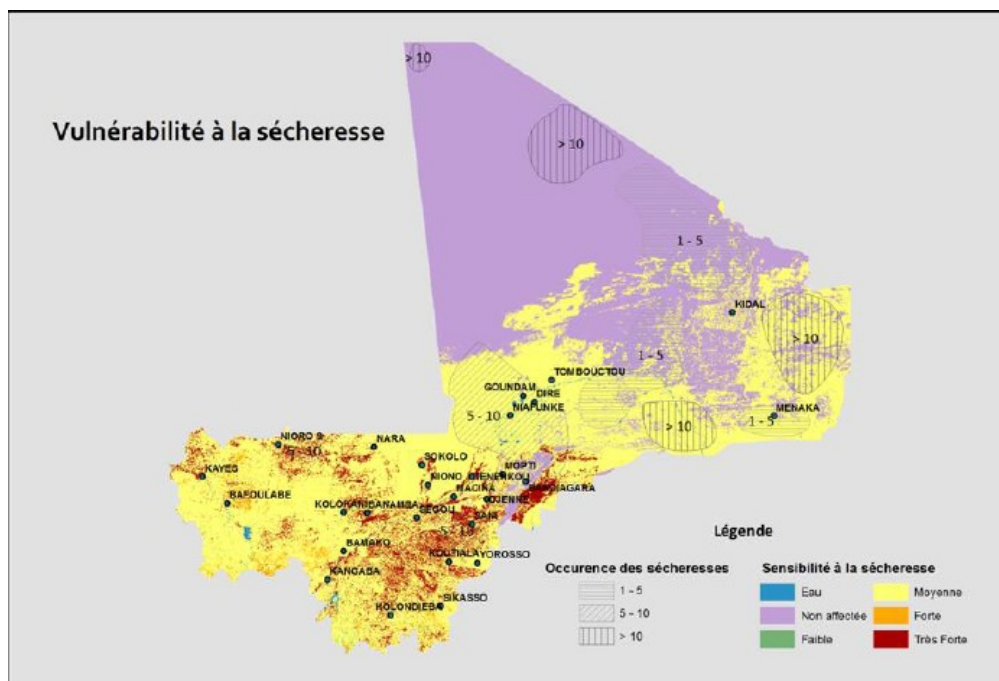 > 10
Vulnérabilité à la sécheresse
> 10
1 - 5
KIDAL
> 10
1 - 5
TOMBOUCTOU
GOUNDAM
DIRE
NIAFUNKE
5 - 10
MENAKA
> 10
1 - 5
NIORO S
NARA
SOKOLO
MOPTI
KAYES
NIONO
MACINA
DJENNE
BAFOULABE
SEGOU
SAN
BAMAKO
KOUTIALA
YOROSSO
KANGABA
SIKASSO
KOLONDIEBA
Légende
Occurence des sécheresses
1 - 5
5 - 10
> 10
Sensibilité à la sécheresse
Eau
Non affectée
Faible
Moyenne
Forte
Très Forte